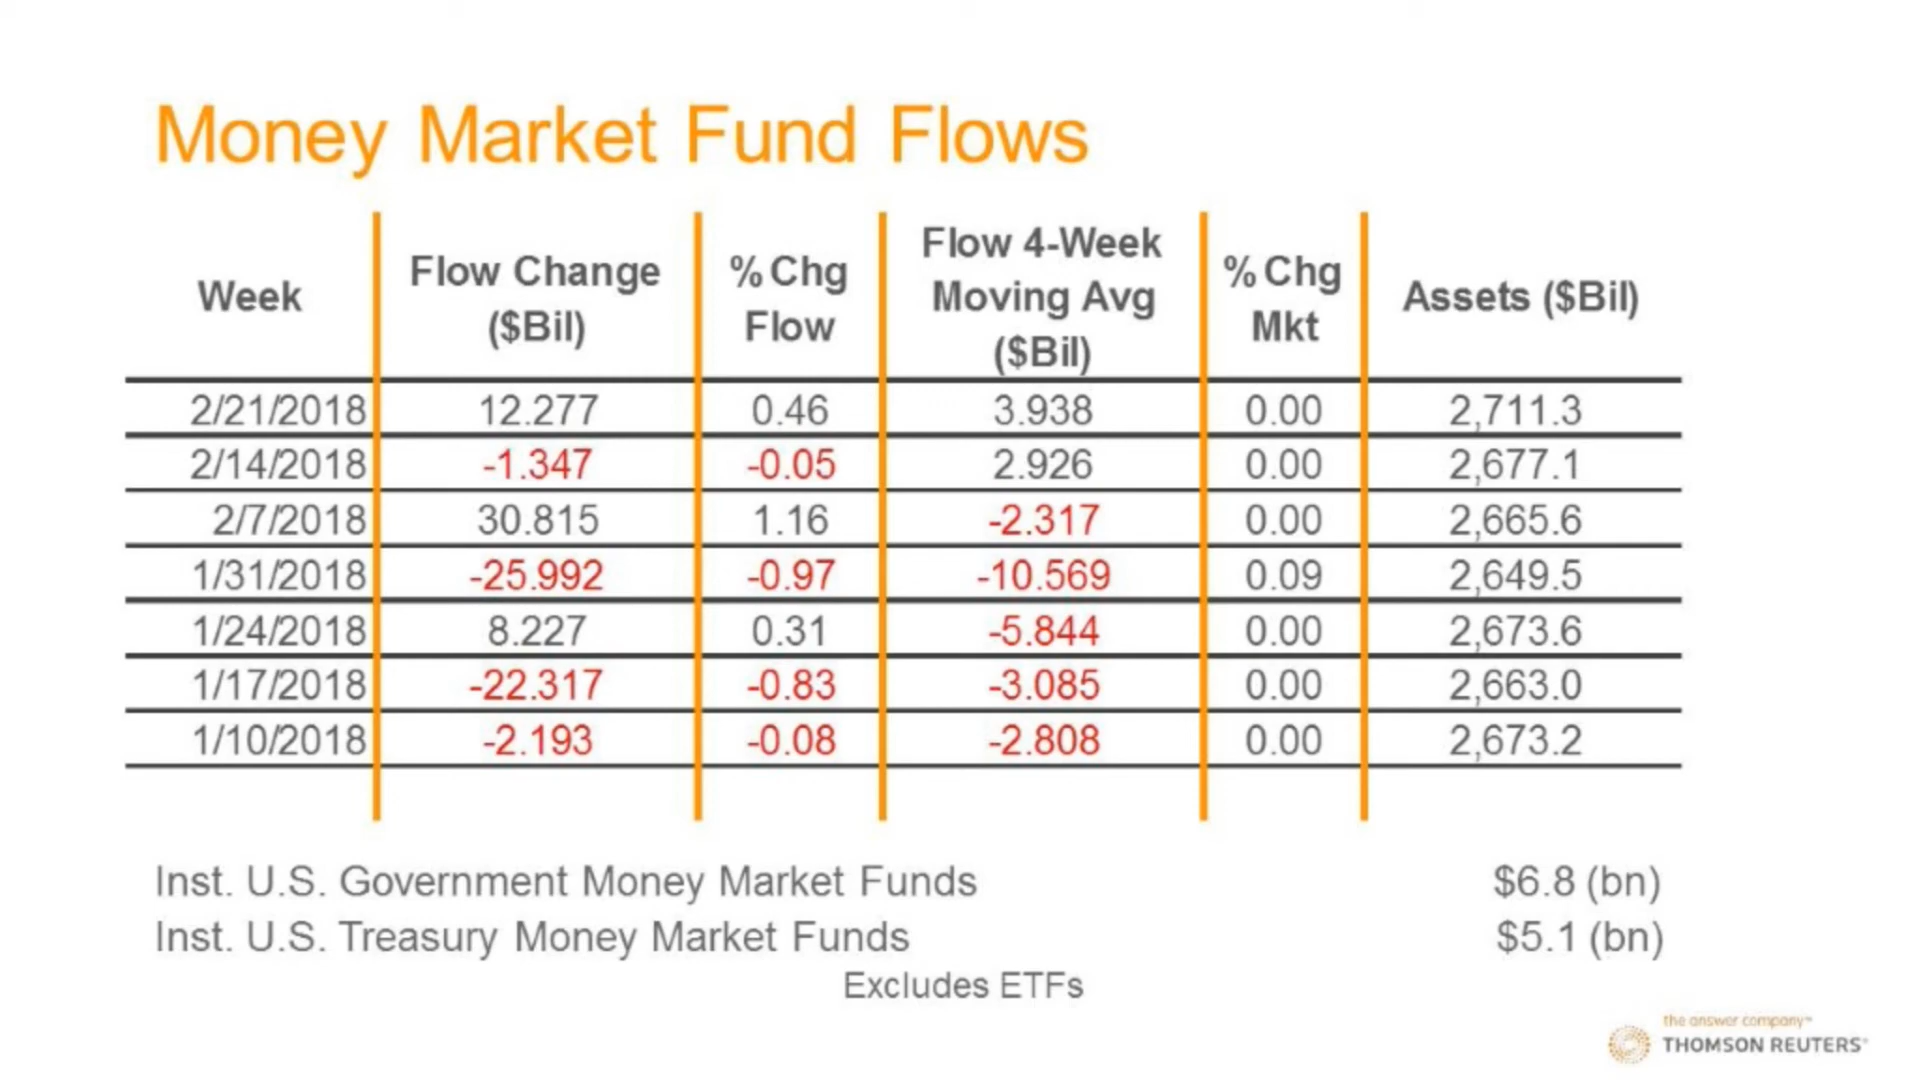 Money Market Fund Flows
Week
Flow Change
($Bil)
% Chg
Flow
Flow 4-Week
Moving Avg
($Bil)
% Chg
Mkt
Assets ($Bil)
2/21/2018 12.277 0.46 3.938 0.00 2,711.3
2/14/2018 -1.347 -0.05 2.926 0.00 2,677.1
2/7/2018 30.815 1.16 -2.317 0.00 2,665.6
1/31/2018 -25.992 -0.97 -10.569 0.09 2,649.5
1/24/2018 8.227 0.31 -5.844 0.00 2,673.6
1/17/2018 -22.317 -0.83 -3.085 0.00 2,663.0
1/10/2018 -2.193 -0.08 -2.808 0.00 2,673.2
Inst. U.S. Government Money Market Funds $6.8 (bn)
Inst. U.S. Treasury Money Market Funds $5.1 (bn)
Excludes ETFs
the answer company™
THOMSON REUTERS®